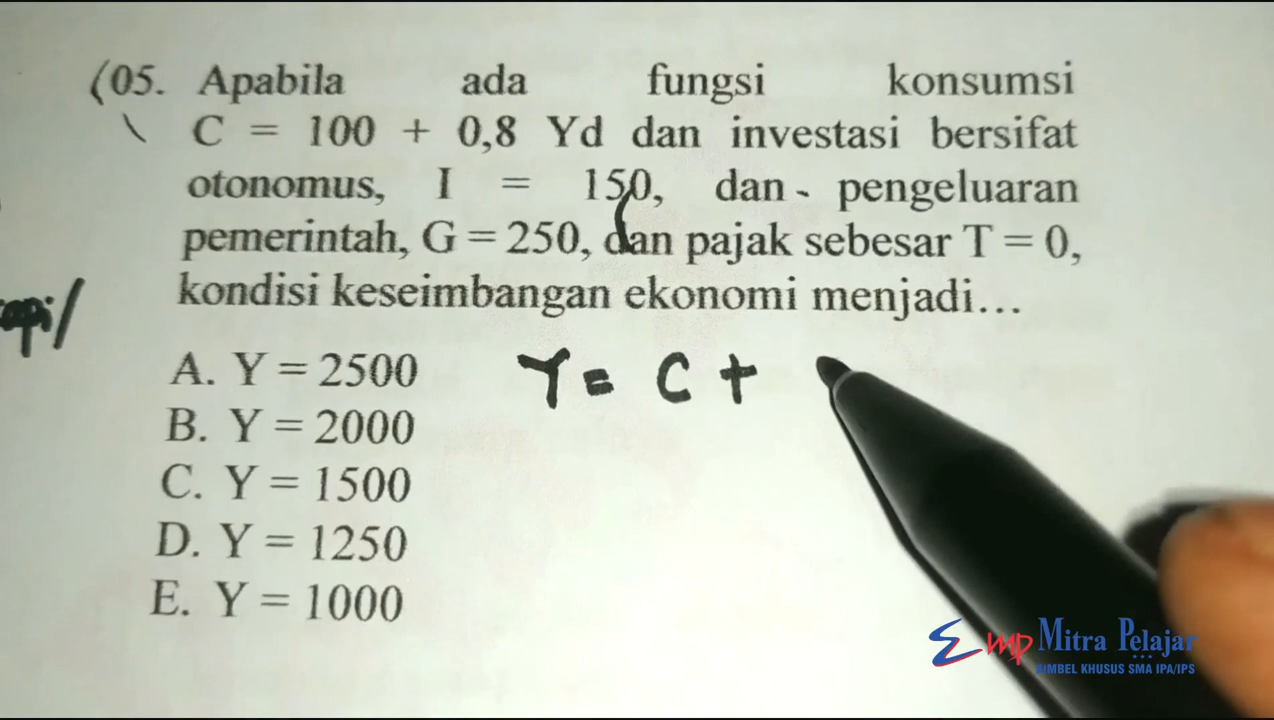 (05. Apabila ada fungsi konsumsi
C = 100 + 0,8 Yd dan investasi bersifat
otonomus, I = 150, dan - pengeluaran
pemerintah, G = 250, dan pajak sebesar T = 0,
kondisi keseimbangan ekonomi menjadi...
A. Y = 2500
B. Y = 2000
C. Y = 1500
D. Y = 1250
E. Y = 1000
Y = C +
Emp Mitra Pelajar
BIMBEL KHUSUS SMA IPA/IPS